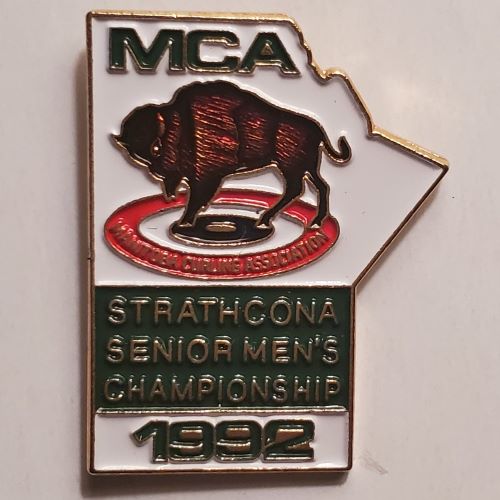 MCA
MANITOBA CURLING ASSOCIATION
STRATHCONA
SENIOR MEN'S
CHAMPIONSHIP
1992